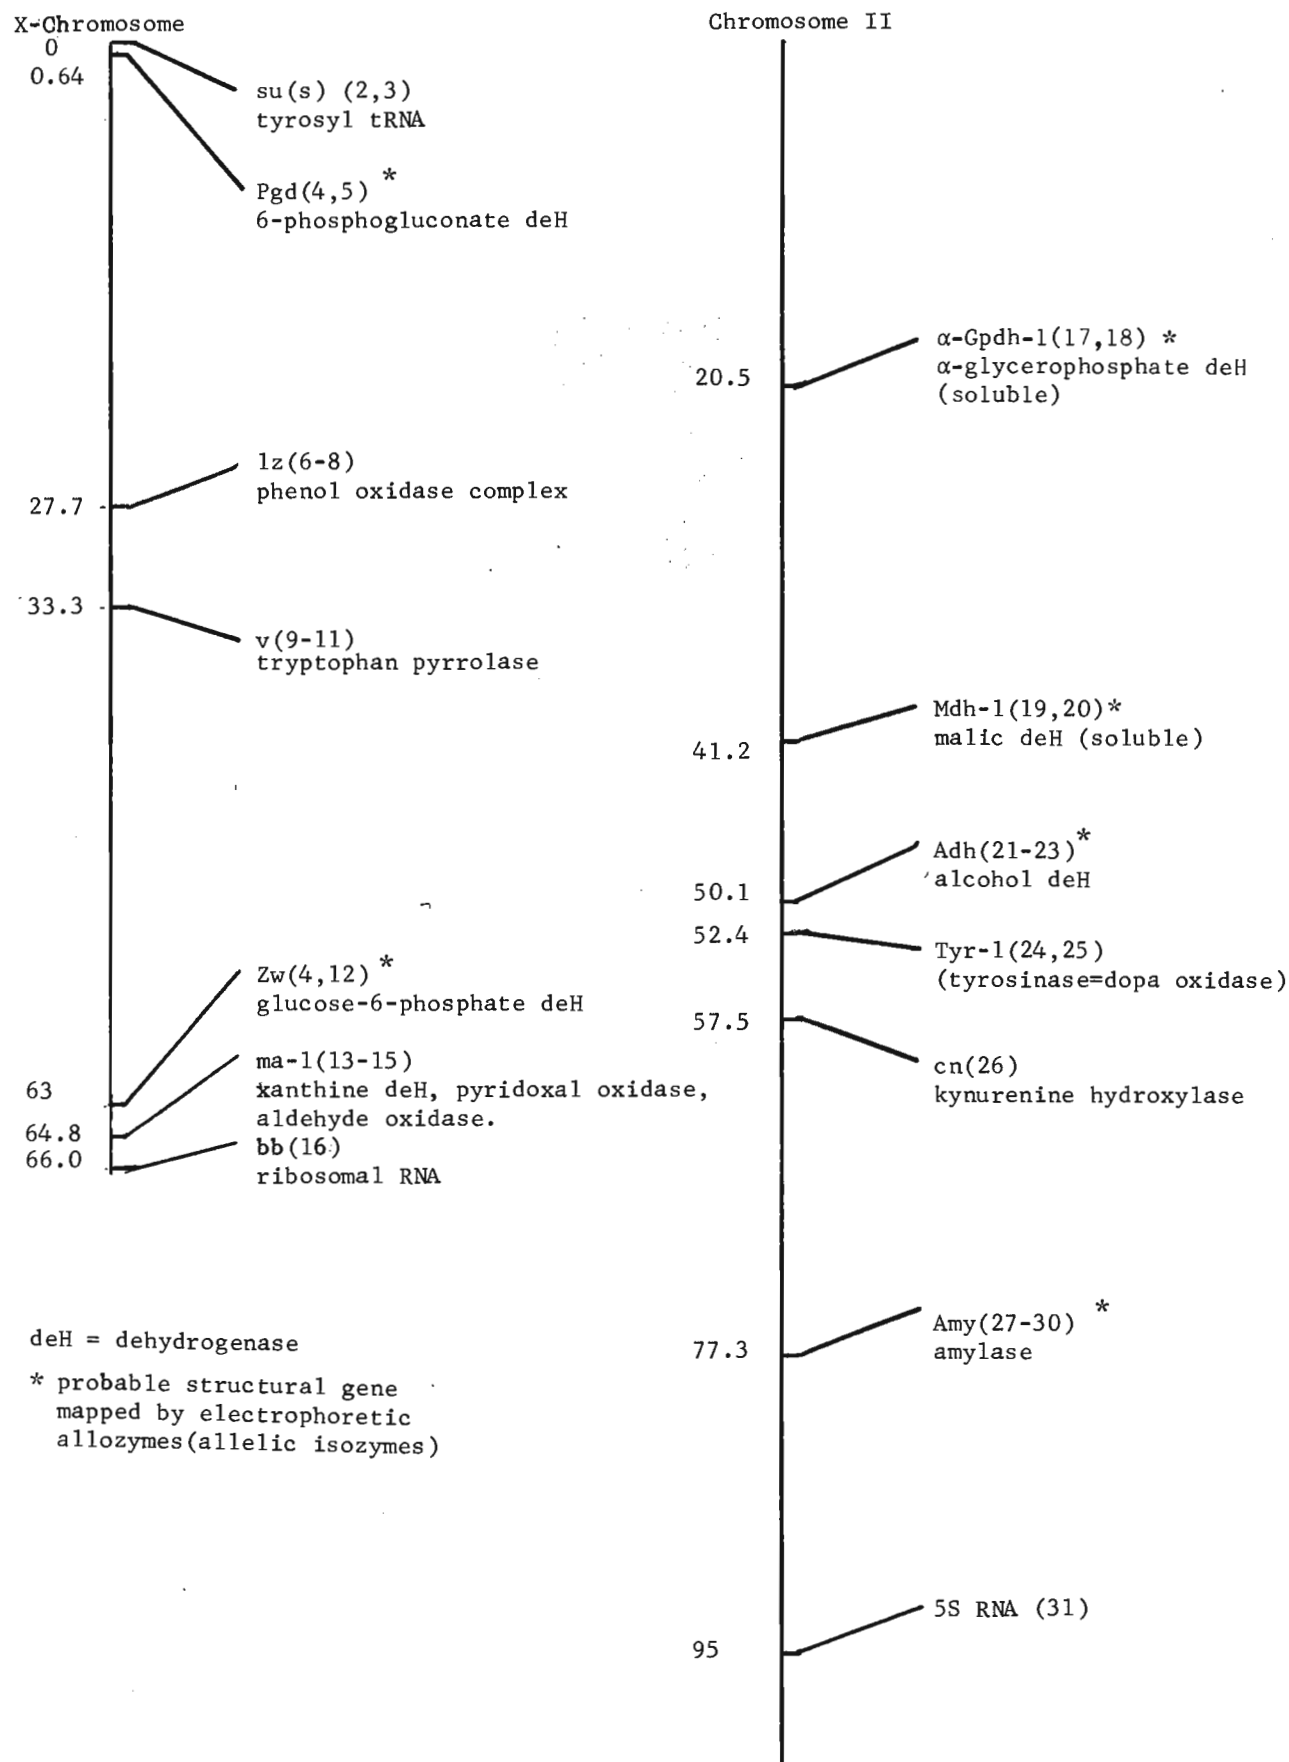 X-Chromosome
0
0.64
su(s) (2,3)
tyrosyl tRNA
Pgd(4,5) *
6-phosphogluconate deH
lz(6-8)
phenol oxidase complex
27.7
33.3
v(9-11)
tryptophan pyrrolase
Zw(4,12) *
glucose-6-phosphate deH
63
ma-1(13-15)
xanthine deH, pyridoxal oxidase,
aldehyde oxidase.
64.8
66.0
bb(16)
ribosomal RNA
deH = dehydrogenase
* probable structural gene
mapped by electrophoretic
allozymes(allelic isozymes)
Chromosome II
20.5
α-Gpdh-1(17,18) *
α-glycerophosphate deH
(soluble)
41.2
Mdh-1(19,20)*
malic deH (soluble)
50.1
Adh(21-23)*
alcohol deH
52.4
Tyr-1(24,25)
(tyrosinase=dopa oxidase)
57.5
cn(26)
kynurenine hydroxylase
77.3
Amy(27-30) *
amylase
95
5S RNA (31)